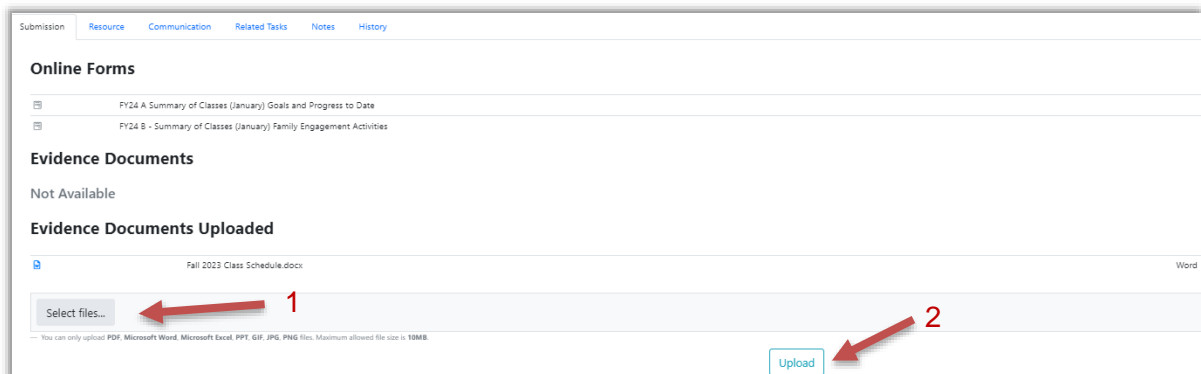 Submission Resource Communication Related Tasks Notes History
Online Forms
FY24 A Summary of Classes (January) Goals and Progress to Date
FY24 B - Summary of Classes (January) Family Engagement Activities
Evidence Documents
Not Available
Evidence Documents Uploaded
Fall 2023 Class Schedule.docx Word
Select files... 1
— You can only upload PDF, Microsoft Word, Microsoft Excel, PPT, GIF, JPG, PNG files. Maximum allowed file size is 10MB.
2
Upload